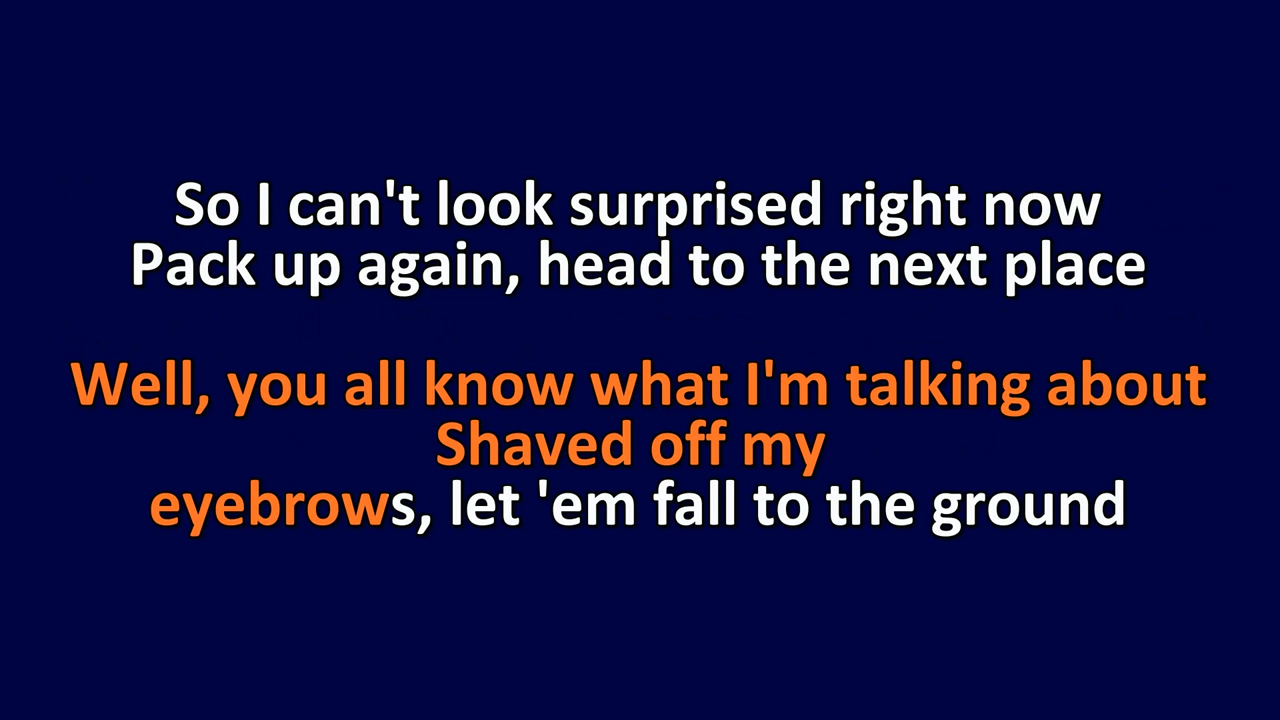 So I can't look surprised right now
Pack up again, head to the next place
Well, you all know what I'm talking about
Shaved off my
eyebrows, let 'em fall to the ground